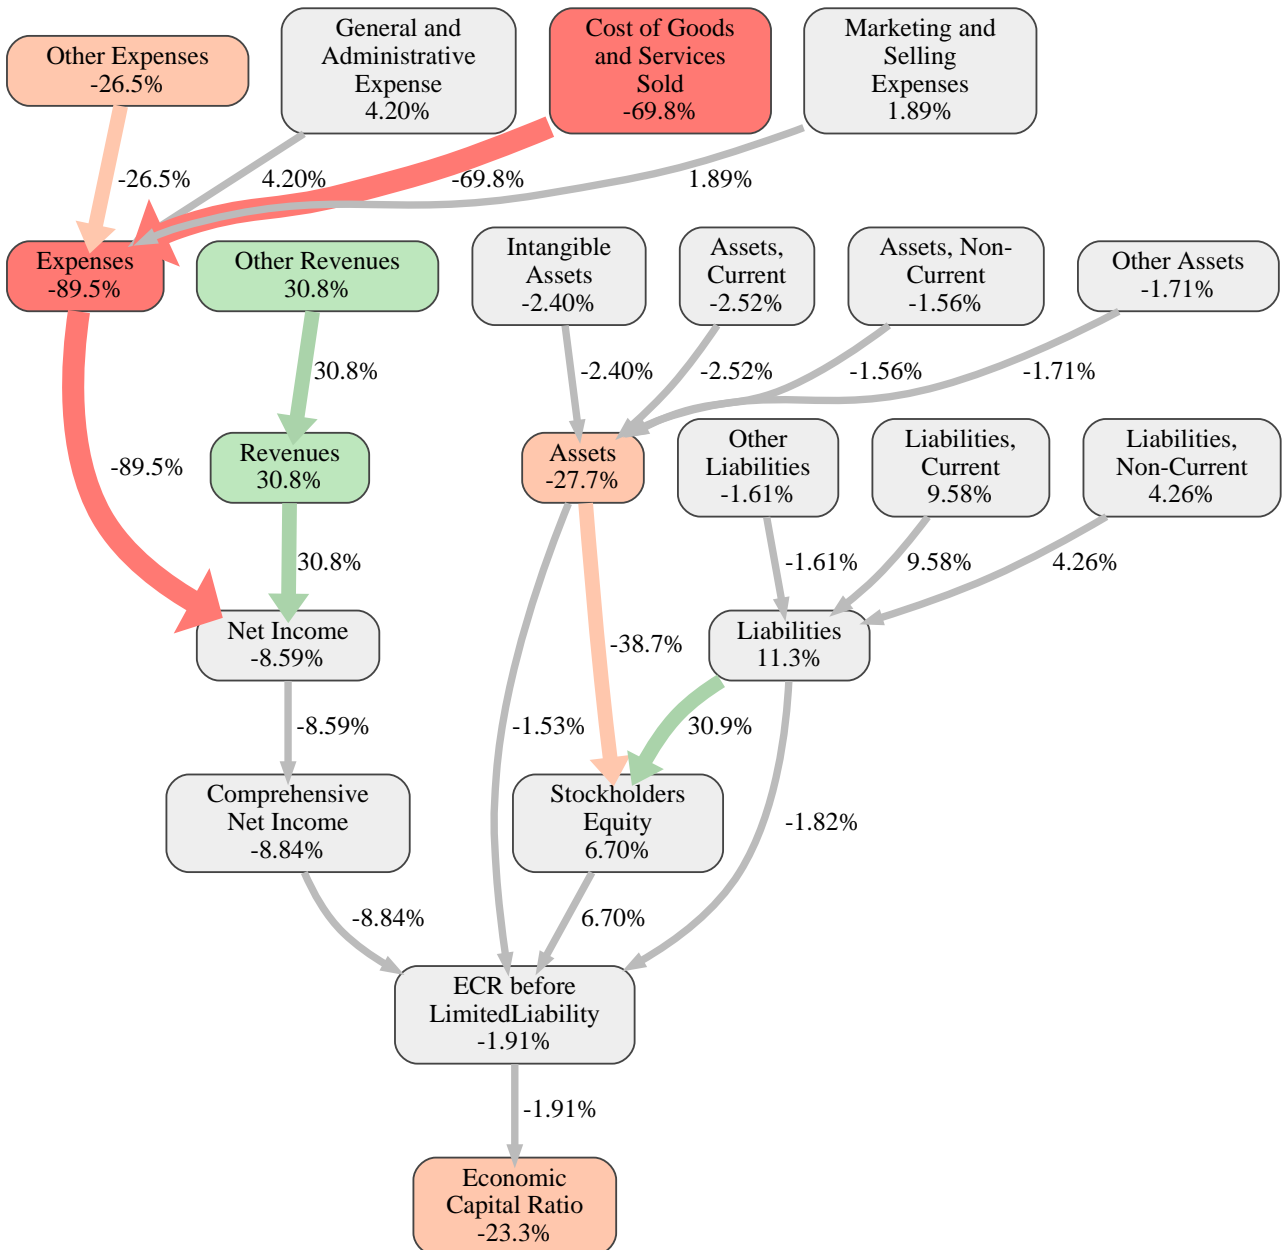 Other Expenses
-26.5%
General and
Administrative
Expense
4.20%
Cost of Goods
and Services
Sold
-69.8%
Marketing and
Selling
Expenses
1.89%
-26.5%
4.20%
-69.8%
1.89%
Expenses
-89.5%
Other Revenues
30.8%
Intangible
Assets
-2.40%
Assets,
Current
-2.52%
Assets, Non-
Current
-1.56%
Other Assets
-1.71%
30.8%
-2.40%
-2.52%
-1.56%
-1.71%
-89.5%
Revenues
30.8%
Assets
-27.7%
Other
Liabilities
-1.61%
Liabilities,
Current
9.58%
Liabilities,
Non-Current
4.26%
30.8%
-1.61%
9.58%
4.26%
Net Income
-8.59%
-38.7%
Liabilities
11.3%
-8.59%
-1.53%
30.9%
Comprehensive
Net Income
-8.84%
Stockholders
Equity
6.70%
-1.82%
-8.84%
6.70%
ECR before
LimitedLiability
-1.91%
-1.91%
Economic
Capital Ratio
-23.3%